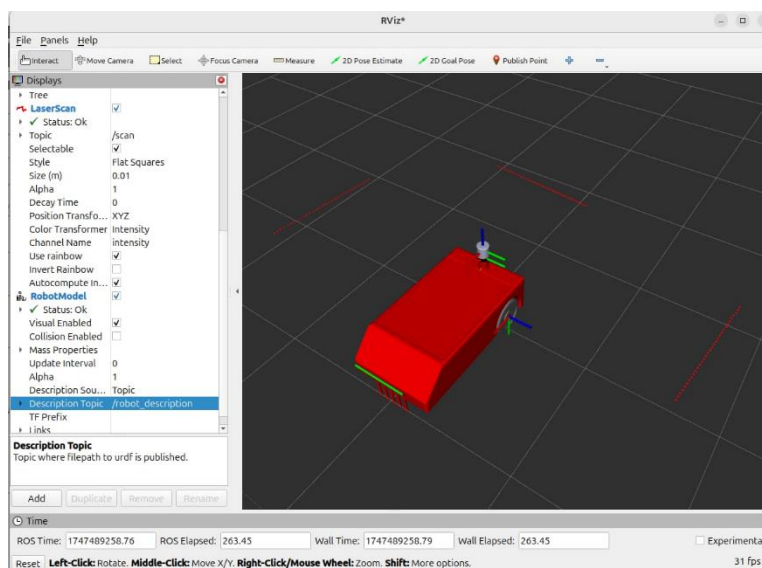 RViz*
File Panels Help
Interact Move Camera Select Focus Camera Measure 2D Pose Estimate 2D Goal Pose Publish Point
Displays
Tree
LaserScan
Status: Ok
Topic /scan
Selectable
Style Flat Squares
Size (m) 0.01
Alpha 1
Decay Time 0
Position Transfo... XYZ
Color Transformer Intensity
Channel Name intensity
Use rainbow
Invert Rainbow
Autocompute In...
RobotModel
Status: Ok
Visual Enabled
Collision Enabled
Mass Properties
Update Interval 0
Alpha 1
Description Sou... Topic
Description Topic /robot_description
TF Prefix
Links
Description Topic
Topic where filepath to urdf is published.
Add Duplicate Remove Rename
Time
ROS Time: 1747489258.76 ROS Elapsed: 263.45 Wall Time: 1747489258.79 Wall Elapsed: 263.45 Experimenta
Reset Left-Click: Rotate. Middle-Click: Move X/Y. Right-Click/Mouse Wheel: Zoom. Shift: More options. 31 fps